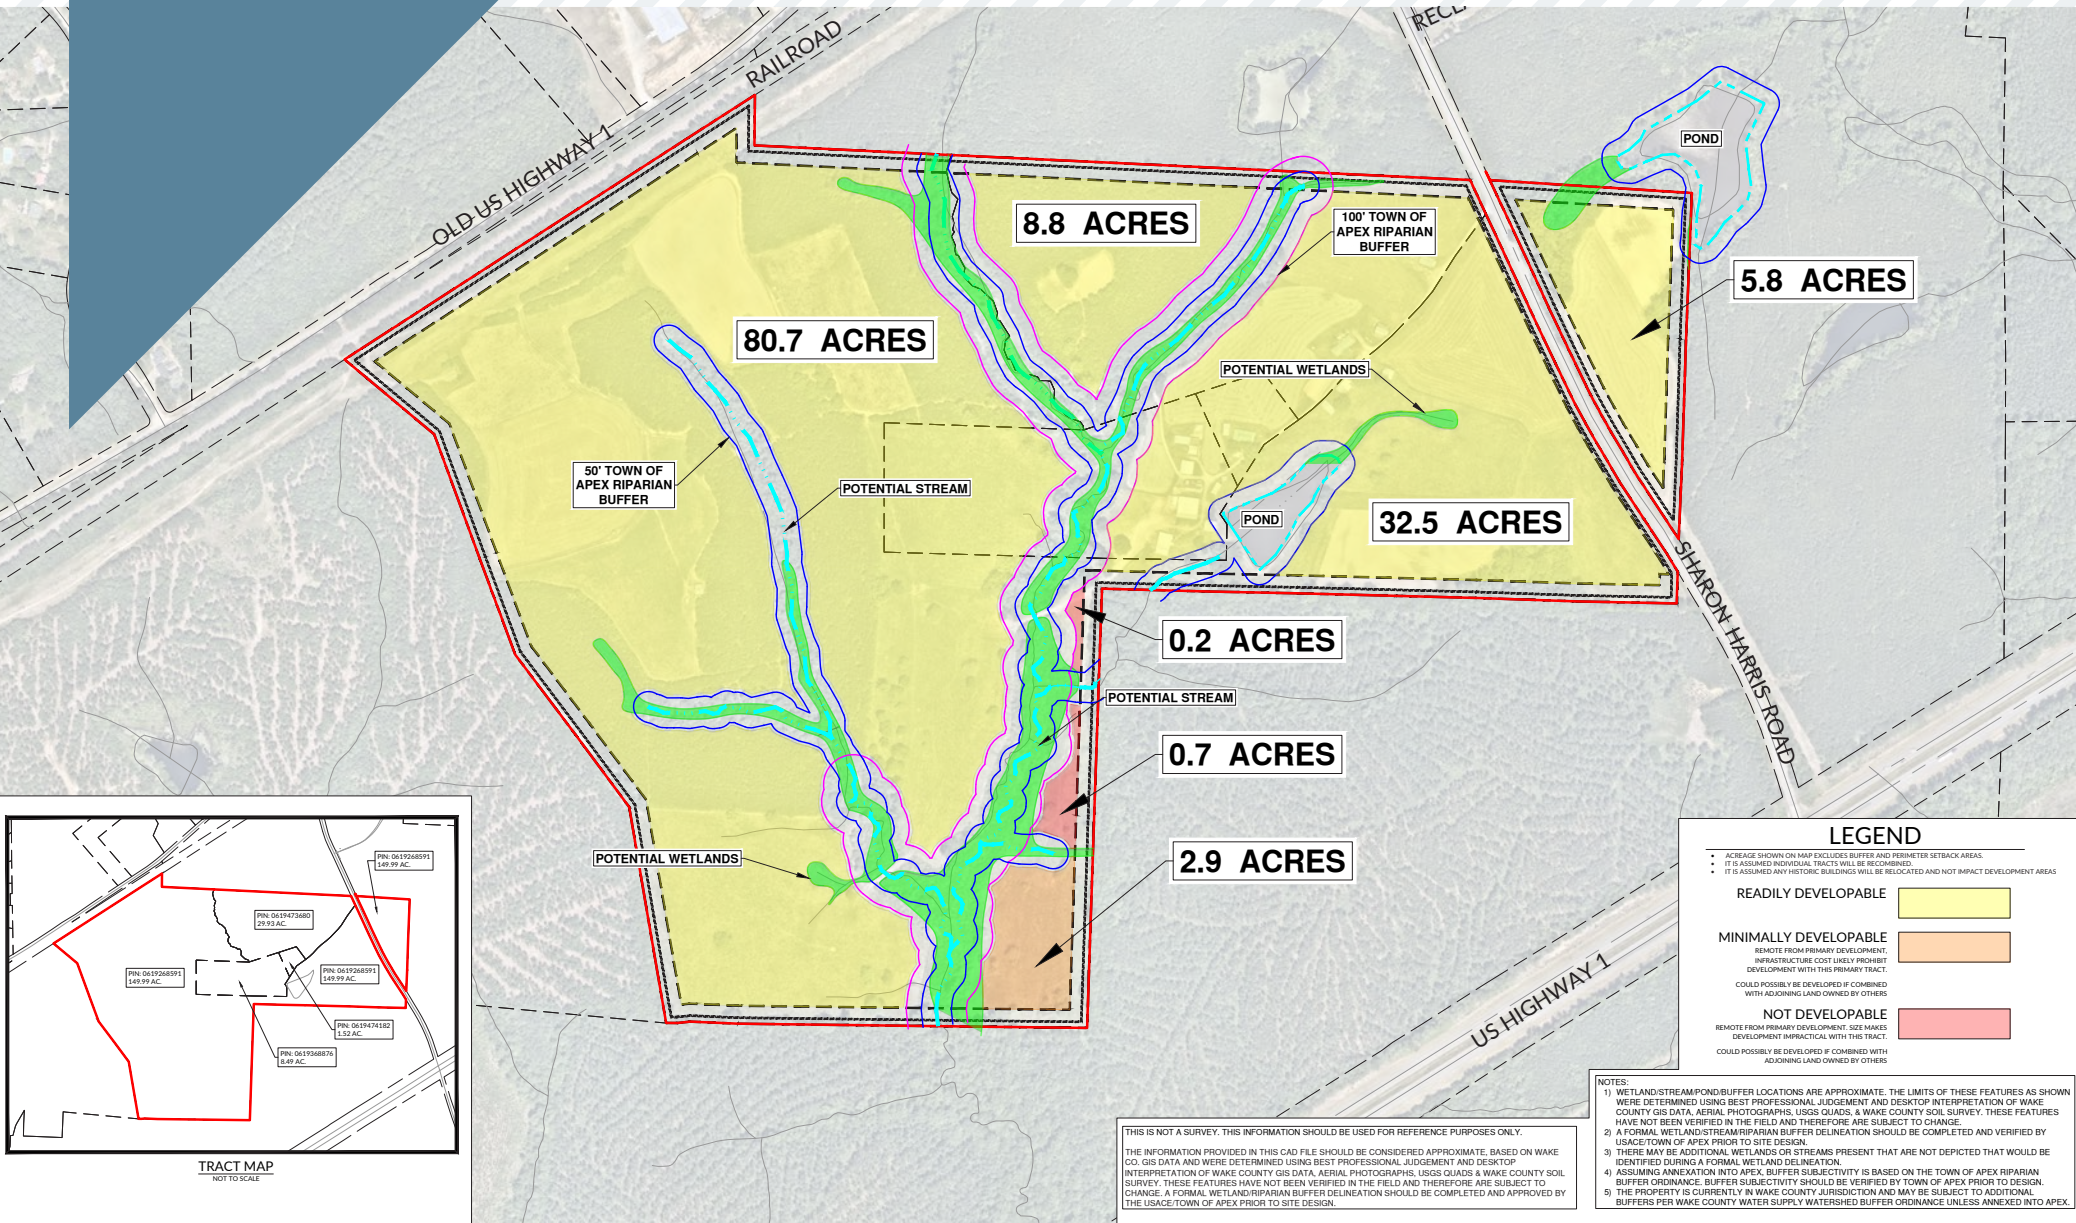 RAILROAD
OLD US HIGHWAY 1
POND
8.8 ACRES
100' TOWN OF
APEX RIPARIAN
BUFFER
5.8 ACRES
80.7 ACRES
POTENTIAL WETLANDS
50' TOWN OF
APEX RIPARIAN
BUFFER
POTENTIAL STREAM
POND
32.5 ACRES
SHARON HARRIS ROAD
0.2 ACRES
POTENTIAL STREAM
0.7 ACRES
POTENTIAL WETLANDS
2.9 ACRES
US HIGHWAY 1
PIN: 0619268591
149.99 AC.
PIN: 0619473680
29.93 AC.
PIN: 0619268591
149.99 AC.
PIN: 0619268591
149.99 AC.
PIN: 0619474182
1.52 AC.
PIN: 0619368876
8.49 AC.
TRACT MAP
NOT TO SCALE
LEGEND
• ACREAGE SHOWN ON MAP EXCLUDES BUFFER AND PERIMETER SETBACK AREAS.
• IT IS ASSUMED INDIVIDUAL TRACTS WILL BE RECOMBINED.
• IT IS ASSUMED ANY HISTORIC BUILDINGS WILL BE RELOCATED AND NOT IMPACT DEVELOPMENT AREAS
READILY DEVELOPABLE
MINIMALLY DEVELOPABLE
REMOTE FROM PRIMARY DEVELOPMENT,
INFRASTRUCTURE COST LIKELY PROHIBIT
DEVELOPMENT WITH THIS PRIMARY TRACT.
COULD POSSIBLY BE DEVELOPED IF COMBINED
WITH ADJOINING LAND OWNED BY OTHERS
NOT DEVELOPABLE
REMOTE FROM PRIMARY DEVELOPMENT. SIZE MAKES
DEVELOPMENT IMPRACTICAL WITH THIS TRACT.
COULD POSSIBLY BE DEVELOPED IF COMBINED WITH
ADJOINING LAND OWNED BY OTHERS
THIS IS NOT A SURVEY. THIS INFORMATION SHOULD BE USED FOR REFERENCE PURPOSES ONLY.
THE INFORMATION PROVIDED IN THIS CAD FILE SHOULD BE CONSIDERED APPROXIMATE, BASED ON WAKE
CO. GIS DATA AND WERE DETERMINED USING BEST PROFESSIONAL JUDGEMENT AND DESKTOP
INTERPRETATION OF WAKE COUNTY GIS DATA, AERIAL PHOTOGRAPHS, USGS QUADS & WAKE COUNTY SOIL
SURVEY. THESE FEATURES HAVE NOT BEEN VERIFIED IN THE FIELD AND THEREFORE ARE SUBJECT TO
CHANGE. A FORMAL WETLAND/RIPARIAN BUFFER DELINEATION SHOULD BE COMPLETED AND APPROVED BY
THE USACE/TOWN OF APEX PRIOR TO SITE DESIGN.
NOTES:
1) WETLAND/STREAM/POND/BUFFER LOCATIONS ARE APPROXIMATE. THE LIMITS OF THESE FEATURES AS SHOWN
WERE DETERMINED USING BEST PROFESSIONAL JUDGEMENT AND DESKTOP INTERPRETATION OF WAKE
COUNTY GIS DATA, AERIAL PHOTOGRAPHS, USGS QUADS, & WAKE COUNTY SOIL SURVEY. THESE FEATURES
HAVE NOT BEEN VERIFIED IN THE FIELD AND THEREFORE ARE SUBJECT TO CHANGE.
2) A FORMAL WETLAND/STREAM/RIPARIAN BUFFER DELINEATION SHOULD BE COMPLETED AND VERIFIED BY
USACE/TOWN OF APEX PRIOR TO SITE DESIGN.
3) THERE MAY BE ADDITIONAL WETLANDS OR STREAMS PRESENT THAT ARE NOT DEPICTED THAT WOULD BE
IDENTIFIED DURING A FORMAL WETLAND DELINEATION.
4) ASSUMING ANNEXATION INTO APEX, BUFFER SUBJECTIVITY IS BASED ON THE TOWN OF APEX RIPARIAN
BUFFER ORDINANCE. BUFFER SUBJECTIVITY SHOULD BE VERIFIED BY TOWN OF APEX PRIOR TO DESIGN.
5) THE PROPERTY IS CURRENTLY IN WAKE COUNTY JURISDICTION AND MAY BE SUBJECT TO ADDITIONAL
BUFFERS PER WAKE COUNTY WATER SUPPLY WATERSHED BUFFER ORDINANCE UNLESS ANNEXED INTO APEX.